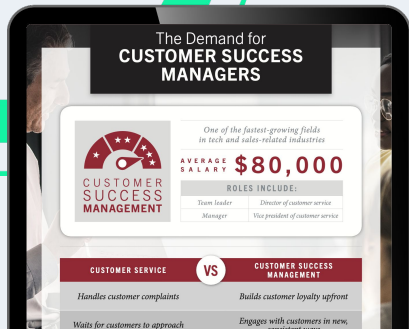 The Demand for
CUSTOMER SUCCESS
MANAGERS
One of the fastest-growing fields
in tech and sales-related industries
AVERAGE
SALARY
$80,000
CUSTOMER
SUCCESS
MANAGEMENT
ROLES INCLUDE:
Team leader
Director of customer service
Manager
Vice president of customer service
CUSTOMER SERVICE
VS
CUSTOMER SUCCESS
MANAGEMENT
Handles customer complaints
Builds customer loyalty upfront
Waits for customers to approach
Engages with customers in new,